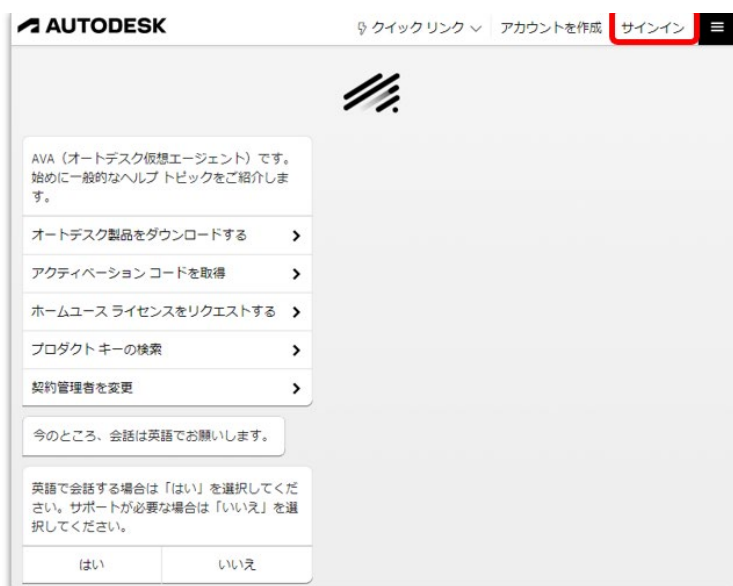 AUTODESK クイック リンク アカウントを作成 サインイン
AVA（オートデスク仮想エージェント）です。
始めに一般的なヘルプ トピックをご紹介しま
す。
オートデスク製品をダウンロードする
アクティベーション コードを取得
ホームユース ライセンスをリクエストする
プロダクト キーの検索
契約管理者を変更
今のところ、会話は英語でお願いします。
英語で会話する場合は「はい」を選択してくだ
さい。サポートが必要な場合は「いいえ」を選
択してください。
はい いいえ